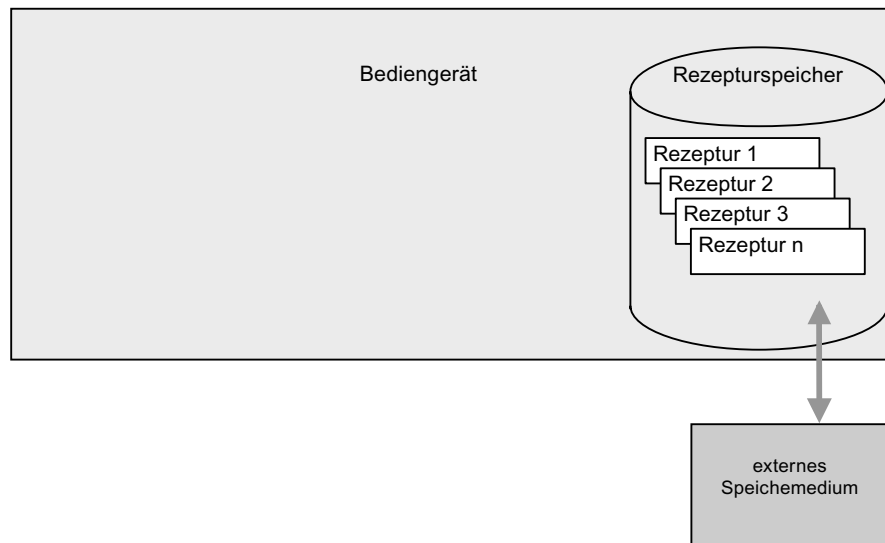 Bediengerät
Rezepturspeicher
Rezeptur 1
Rezeptur 2
Rezeptur 3
Rezeptur n
externes
Speichemedium